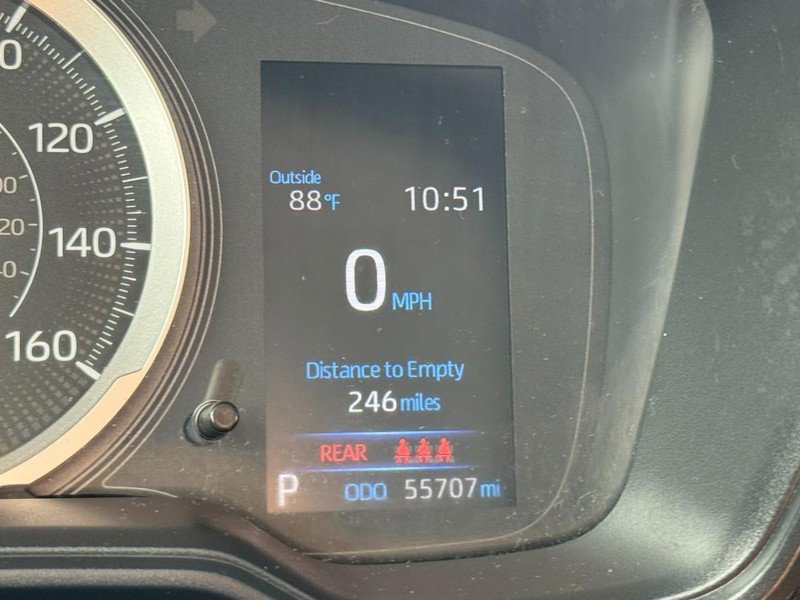 120
140
160
Outside
88°F 10:51
0 MPH
Distance to Empty
246 miles
REAR
P ODO 55707 mi